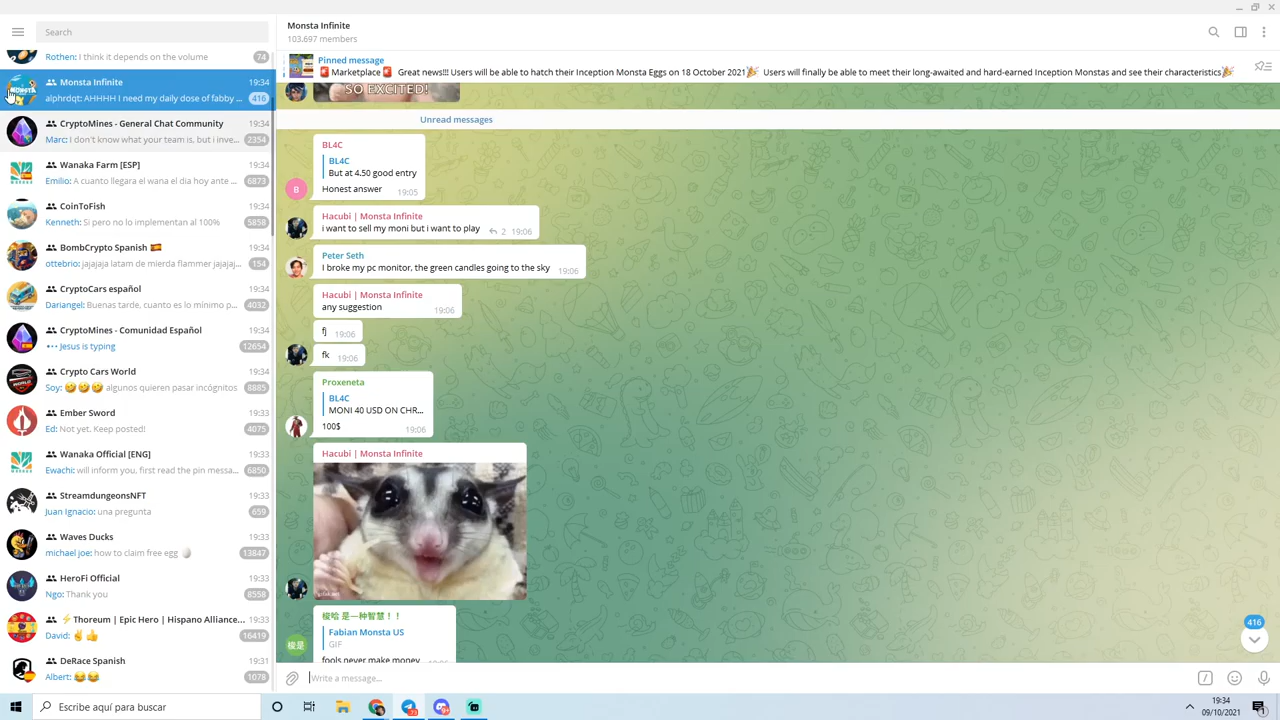 Search
Rothen: I think it depends on the volume
74
Monsta Infinite
19:34
alphrdqt: AHHHH I need my daily dose of fabby ...
416
CryptoMines - General Chat Community
19:34
Marc: I don't know what your team is, but i inve...
2354
Wanaka Farm [ESP]
19:34
Emilio: A cuanto llegara el wana el dia hoy ante ...
6873
CoinToFish
19:34
Kenneth: Si pero no lo implementan al 100%
5858
BombCrypto Spanish
19:34
ottebrio: jajajaja latam de mierda flammer jajajaj...
154
CryptoCars español
19:34
Dariangel: Buenas tarde, cuanto es lo mínimo p...
4032
CryptoMines - Comunidad Español
19:34
Jesus is typing
12654
Crypto Cars World
19:34
Soy: 🤣🤣🤣 algunos quieren pasar incógnitos
8885
Ember Sword
19:33
Ed: Not yet. Keep posted!
4075
Wanaka Official [ENG]
19:33
Ewachi: will inform you, first read the pin messa...
6850
StreamdungeonsNFT
19:33
Juan Ignacio: una pregunta
659
Waves Ducks
19:33
michael joe: how to claim free egg 🥚
13847
HeroFi Official
19:33
Ngo: Thank you
8558
⚡Thoreum | Epic Hero | Hispano Alliance...
19:33
David: ✌👍
16419
DeRace Spanish
19:31
Albert: 😂😂
1078
Monsta Infinite
103,697 members
Pinned message
🚨Marketplace🚨 Great news!!! Users will be able to hatch their Inception Monsta Eggs on 18 October 2021🎉 Users will finally be able to meet their long-awaited and hard-earned Inception Monstas and see their characteristics🎉
SO EXCITED!
Unread messages
BL4C
BL4C
But at 4.50 good entry
Honest answer
19:05
B
Hacubi | Monsta Infinite
i want to sell my moni but i want to play
2 19:06
Peter Seth
I broke my pc monitor, the green candles going to the sky
19:06
Hacubi | Monsta Infinite
any suggestion
19:06
fj
19:06
fk
19:06
Proxeneta
BL4C
MONI 40 USD ON CHR...
100$
19:06
Hacubi | Monsta Infinite
gifak.net
梭哈 是一种智慧！！
Fabian Monsta US
GIF
fools never make money
19:06
梭是
416
Write a message...
Escribe aquí para buscar
19:34
09/10/2021